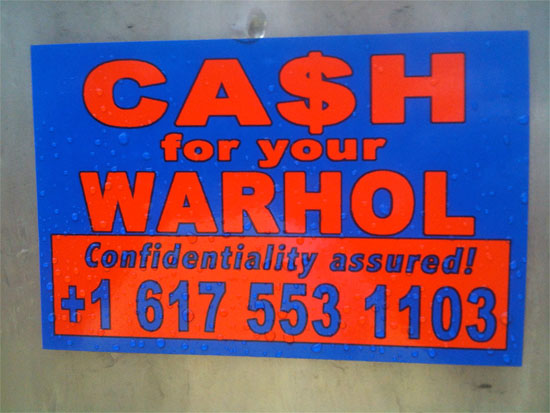 CA$H
for your
WARHOL
Confidentiality assured!
+1 617 553 1103